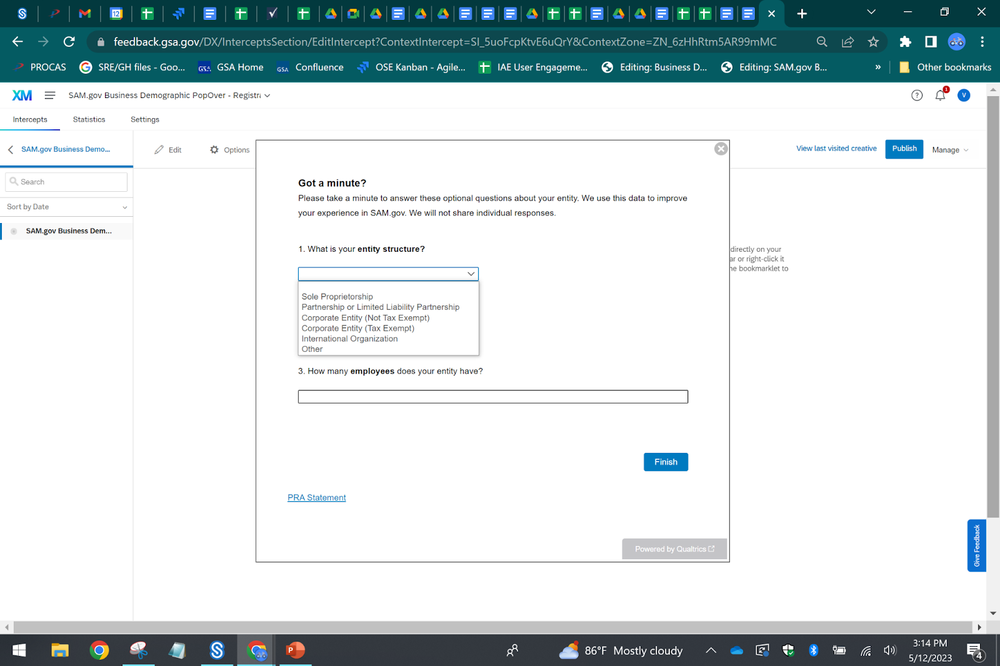 12
feedback.gsa.gov/DX/InterceptsSection/EditIntercept?ContextIntercept=SI_5uoFcpKtvE6uQrY&ContextZone=ZN_6zHhRtm5AR99mMC
PROCAS
SRE/GH files - Goo...
GSA
GSA Home
GSA
Confluence
OSE Kanban - Agile...
IAE User Engageme...
Editing: Business D...
Editing: SAM.gov B...
»
Other bookmarks
XM
SAM.gov Business Demographic PopOver - Registra
?
1
V
Intercepts
Statistics
Settings
SAM.gov Business Demo...
Edit
Options
View last visited creative
Publish
Manage
Search
Sort by Date
SAM.gov Business Dem...
Got a minute?
Please take a minute to answer these optional questions about your entity. We use this data to improve
your experience in SAM.gov. We will not share individual responses.
1. What is your entity structure?
Sole Proprietorship
Partnership or Limited Liability Partnership
Corporate Entity (Not Tax Exempt)
Corporate Entity (Tax Exempt)
International Organization
Other
3. How many employees does your entity have?
Finish
PRA Statement
Powered by Qualtrics
directly on your
ar or right-click it
he bookmarklet to
Give Feedback
86°F Mostly cloudy
3:14 PM
5/12/2023
4